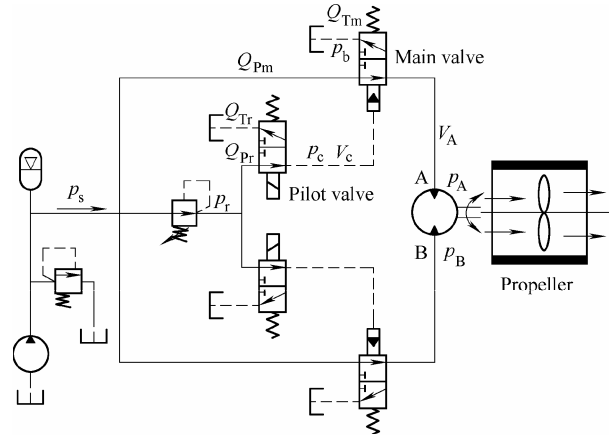 Q_Tm
p_b
Main valve
Q_Pm
Q_Tr
Q_Pr
p_c V_c
V_A
p_s
p_r
Pilot valve
A
p_A
B
p_B
Propeller